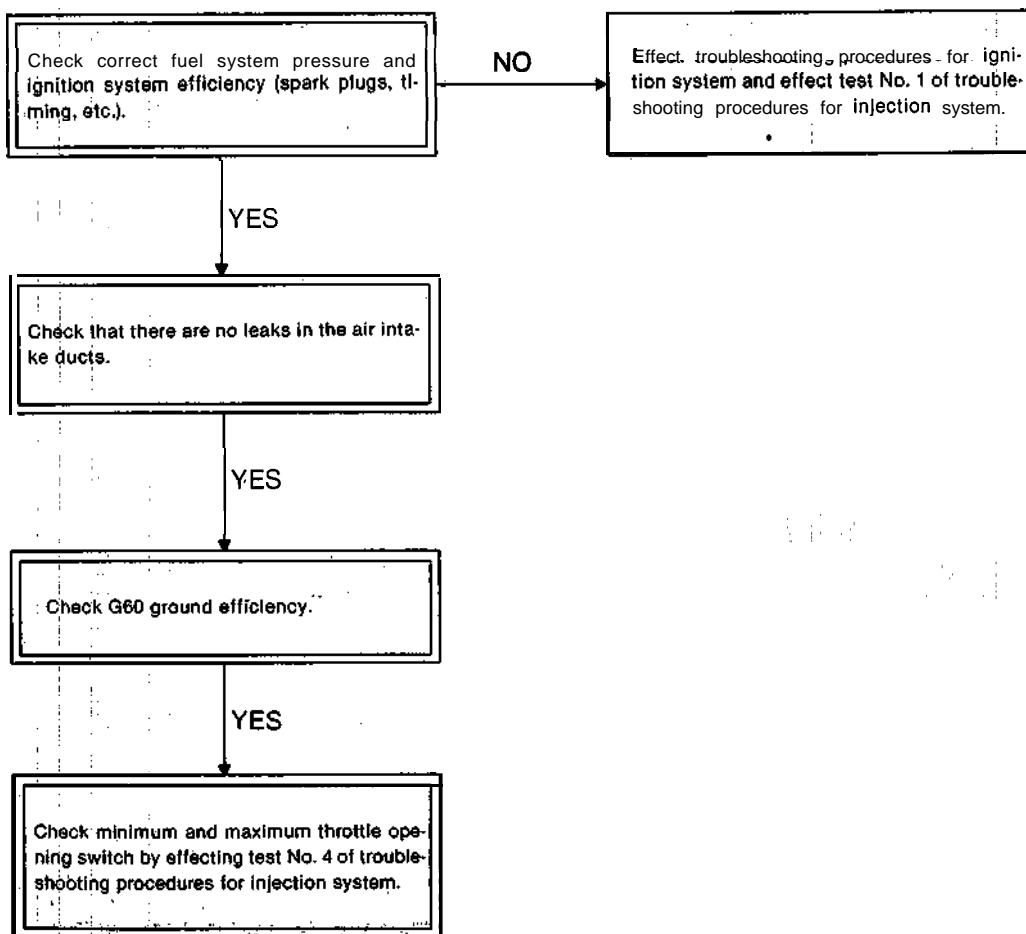 Check correct fuel system pressure and
ignition system efficiency (spark plugs, ti-
ming, etc.).
NO
Effect troubleshooting procedures for igni-
tion system and effect test No. 1 of trouble-
shooting procedures for injection system.
YES
Check that there are no leaks in the air inta-
ke ducts.
YES
Check G60 ground efficiency.
YES
Check minimum and maximum throttle ope-
ning switch by effecting test No. 4 of trouble-
shooting procedures for injection system.